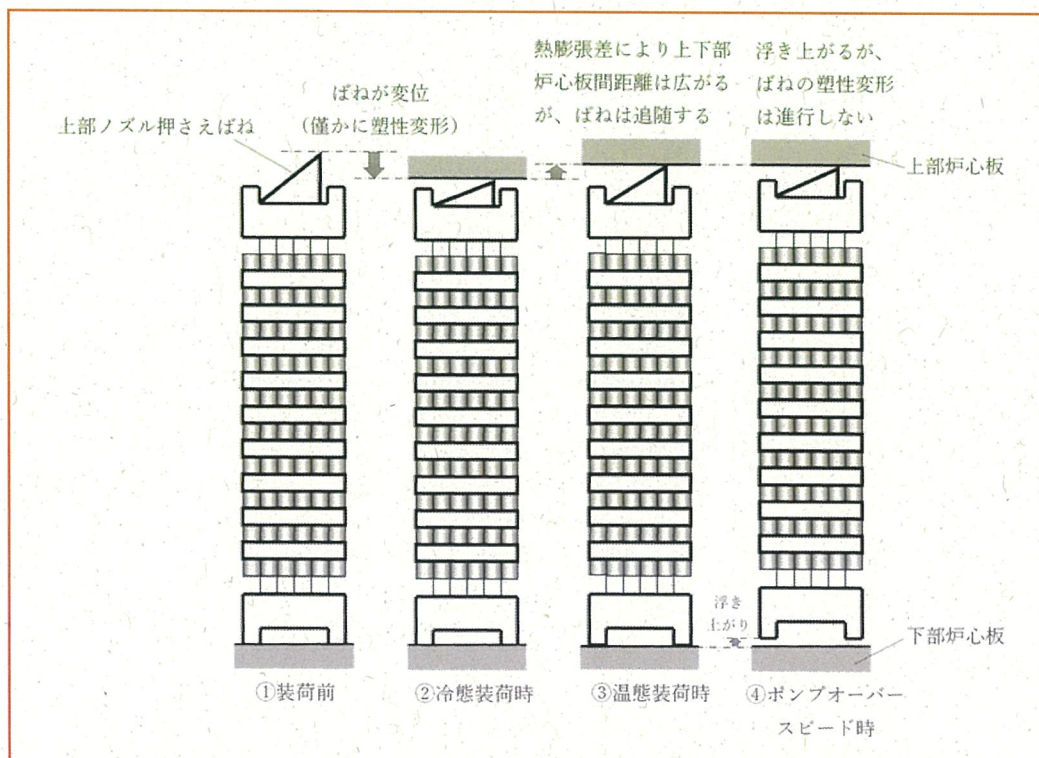 熱膨張差により上下部
炉心板間距離は広がる
が、ばねは追随する
浮き上がるが、
ばねの塑性変形
は進行しない
ばねが変位
(僅かに塑性変形)
上部ノズル押さえばね
上部炉心板
浮き
上がり
下部炉心板
①装荷前
②冷態装荷時
③温態装荷時
④ポンプオーバー
スピード時